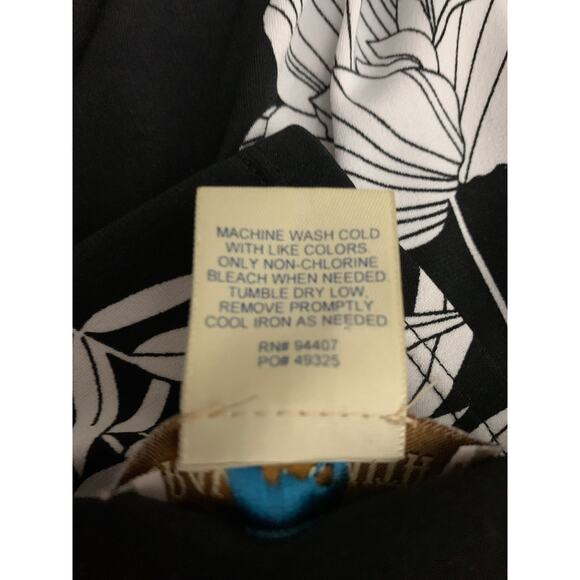 MACHINE WASH COLD
WITH LIKE COLORS.
ONLY NON-CHLORINE
BLEACH WHEN NEEDED.
TUMBLE DRY LOW,
REMOVE PROMPTLY
COOL IRON AS NEEDED
RN# 94407
PO# 49325